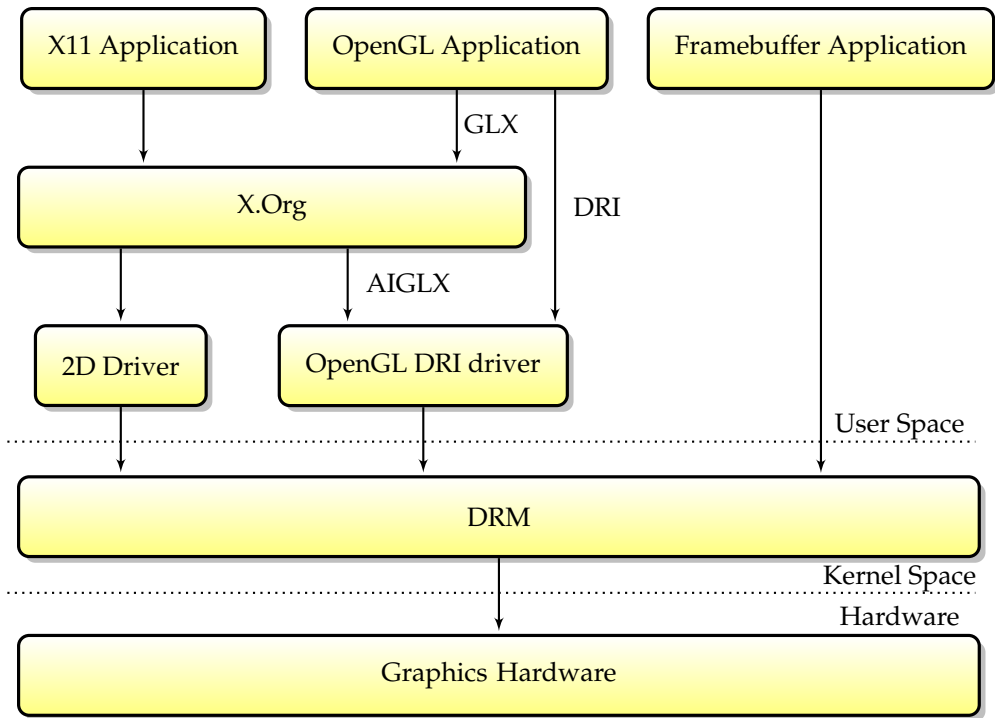 X11 Application
OpenGL Application
Framebuffer Application
GLX
X.Org
DRI
AIGLX
2D Driver
OpenGL DRI driver
User Space
DRM
Kernel Space
Hardware
Graphics Hardware